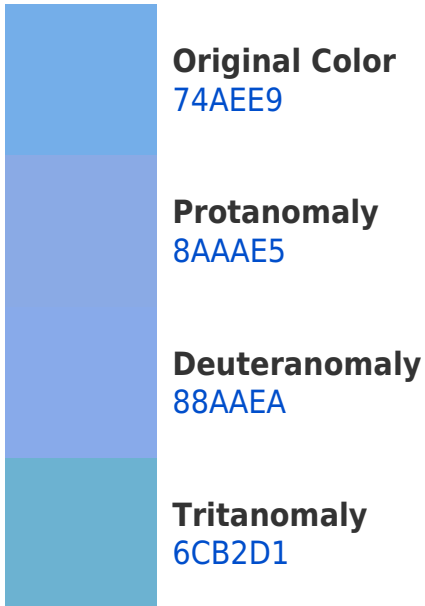 Original Color
74AEE9
Protanomaly
8AAAE5
Deuteranomaly
88AAEA
Tritanomaly
6CB2D1